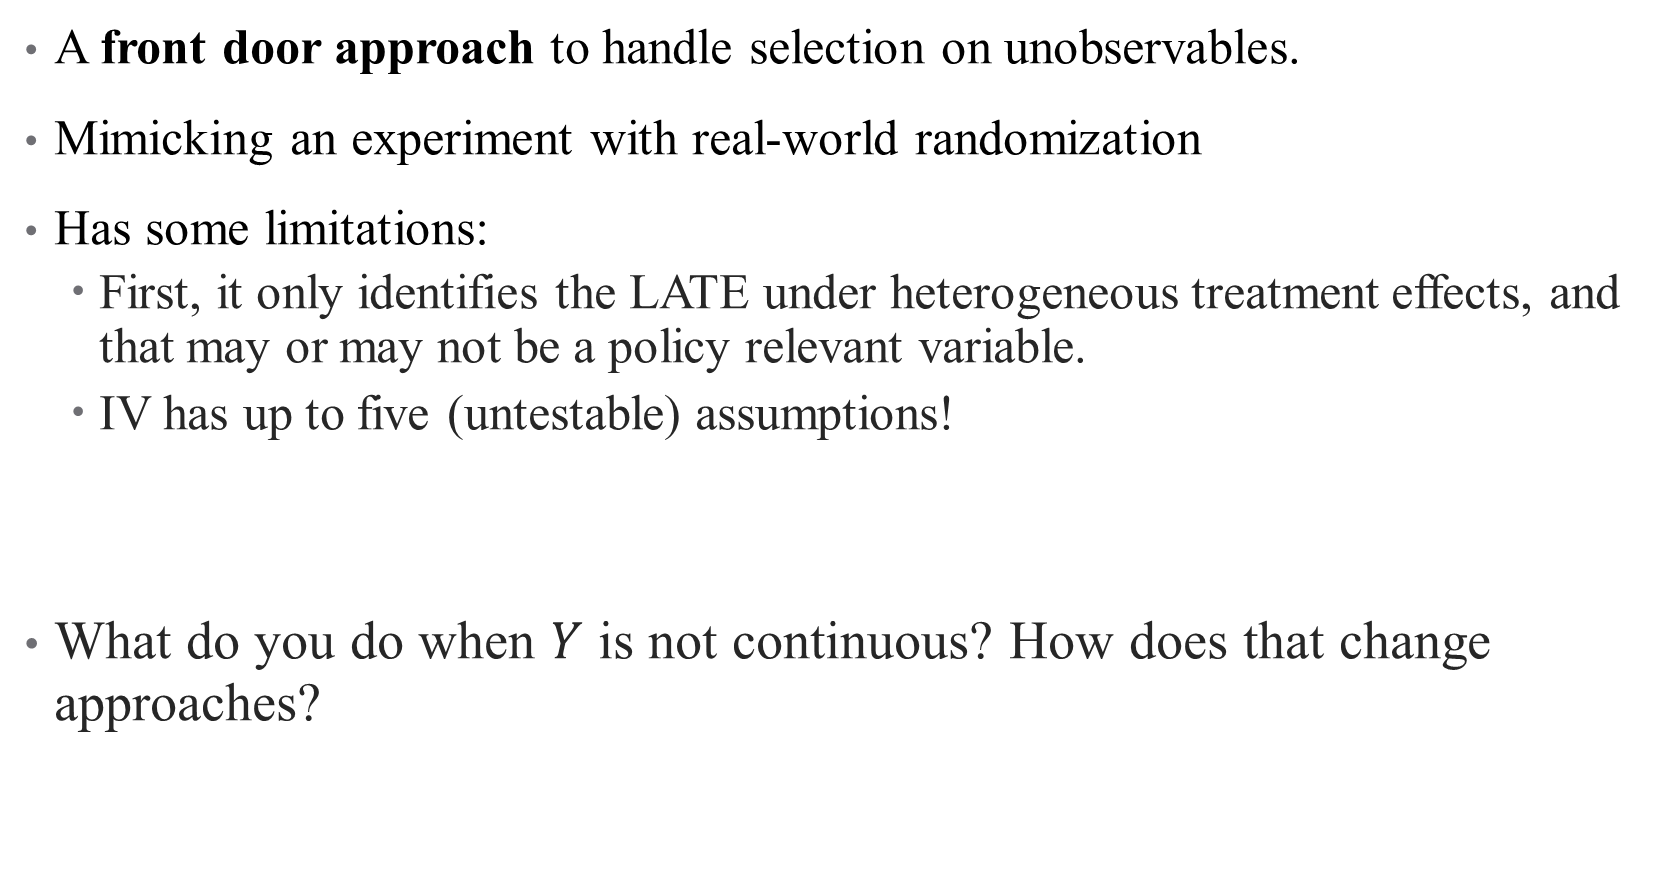 • A front door approach to handle selection on unobservables.
• Mimicking an experiment with real-world randomization
• Has some limitations:
• First, it only identifies the LATE under heterogeneous treatment effects, and
that may or may not be a policy relevant variable.
• IV has up to five (untestable) assumptions!
• What do you do when Y is not continuous? How does that change
approaches?